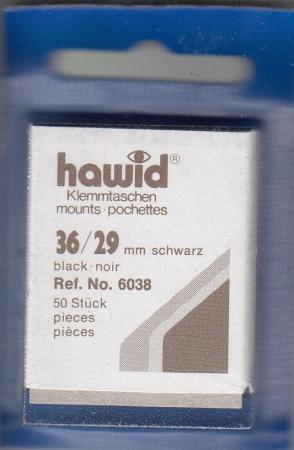 hawid®
Klemmtaschen
mounts·pochettes
36/29 mm schwarz
black·noir
Ref. No. 6038
50 Stück
pieces
pièces